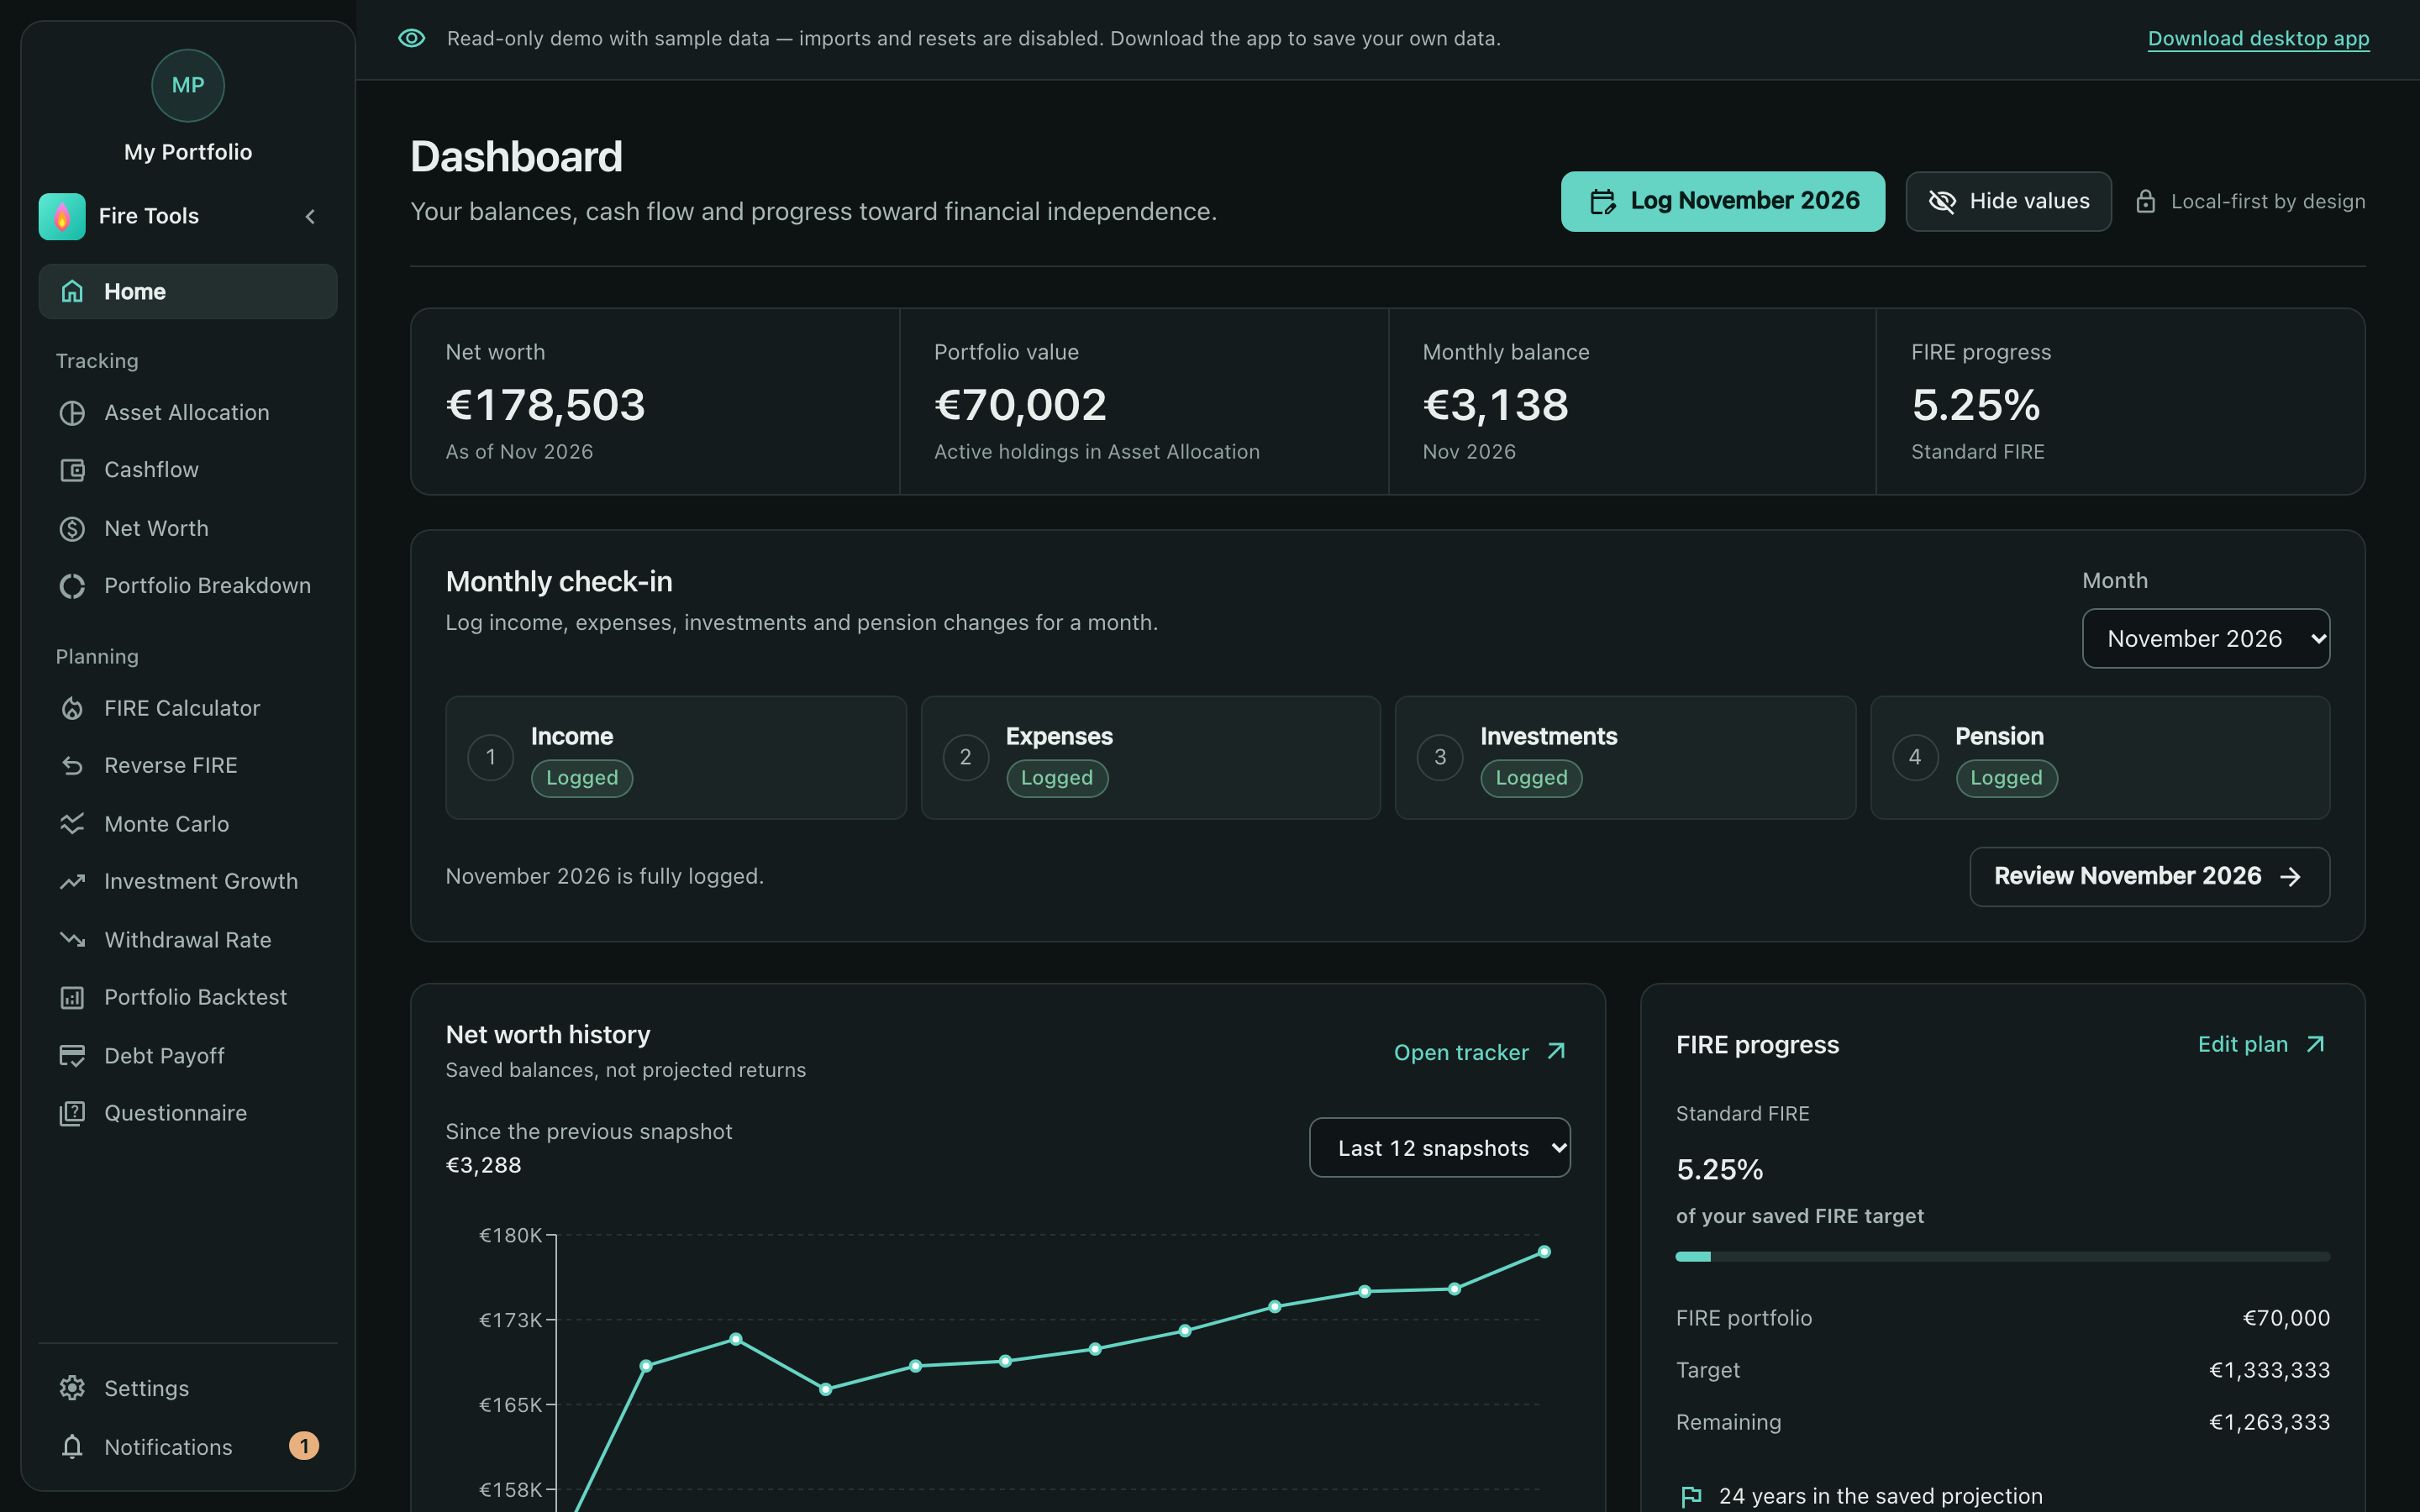 MP
My Portfolio
Fire Tools
Home
Tracking
Asset Allocation
Cashflow
Net Worth
Portfolio Breakdown
Planning
FIRE Calculator
Reverse FIRE
Monte Carlo
Investment Growth
Withdrawal Rate
Portfolio Backtest
Debt Payoff
Questionnaire
Settings
Notifications 1
Read-only demo with sample data — imports and resets are disabled. Download the app to save your own data.
Download desktop app
Dashboard
Your balances, cash flow and progress toward financial independence.
Log November 2026
Hide values
Local-first by design
Net worth
€178,503
As of Nov 2026
Portfolio value
€70,002
Active holdings in Asset Allocation
Monthly balance
€3,138
Nov 2026
FIRE progress
5.25%
Standard FIRE
Monthly check-in
Log income, expenses, investments and pension changes for a month.
Month
November 2026
1
Income
Logged
2
Expenses
Logged
3
Investments
Logged
4
Pension
Logged
November 2026 is fully logged.
Review November 2026
Net worth history
Saved balances, not projected returns
Open tracker
Since the previous snapshot
€3,288
Last 12 snapshots
€180K
€173K
€165K
€158K
FIRE progress
Edit plan
Standard FIRE
5.25%
of your saved FIRE target
FIRE portfolio €70,000
Target €1,333,333
Remaining €1,263,333
24 years in the saved projection